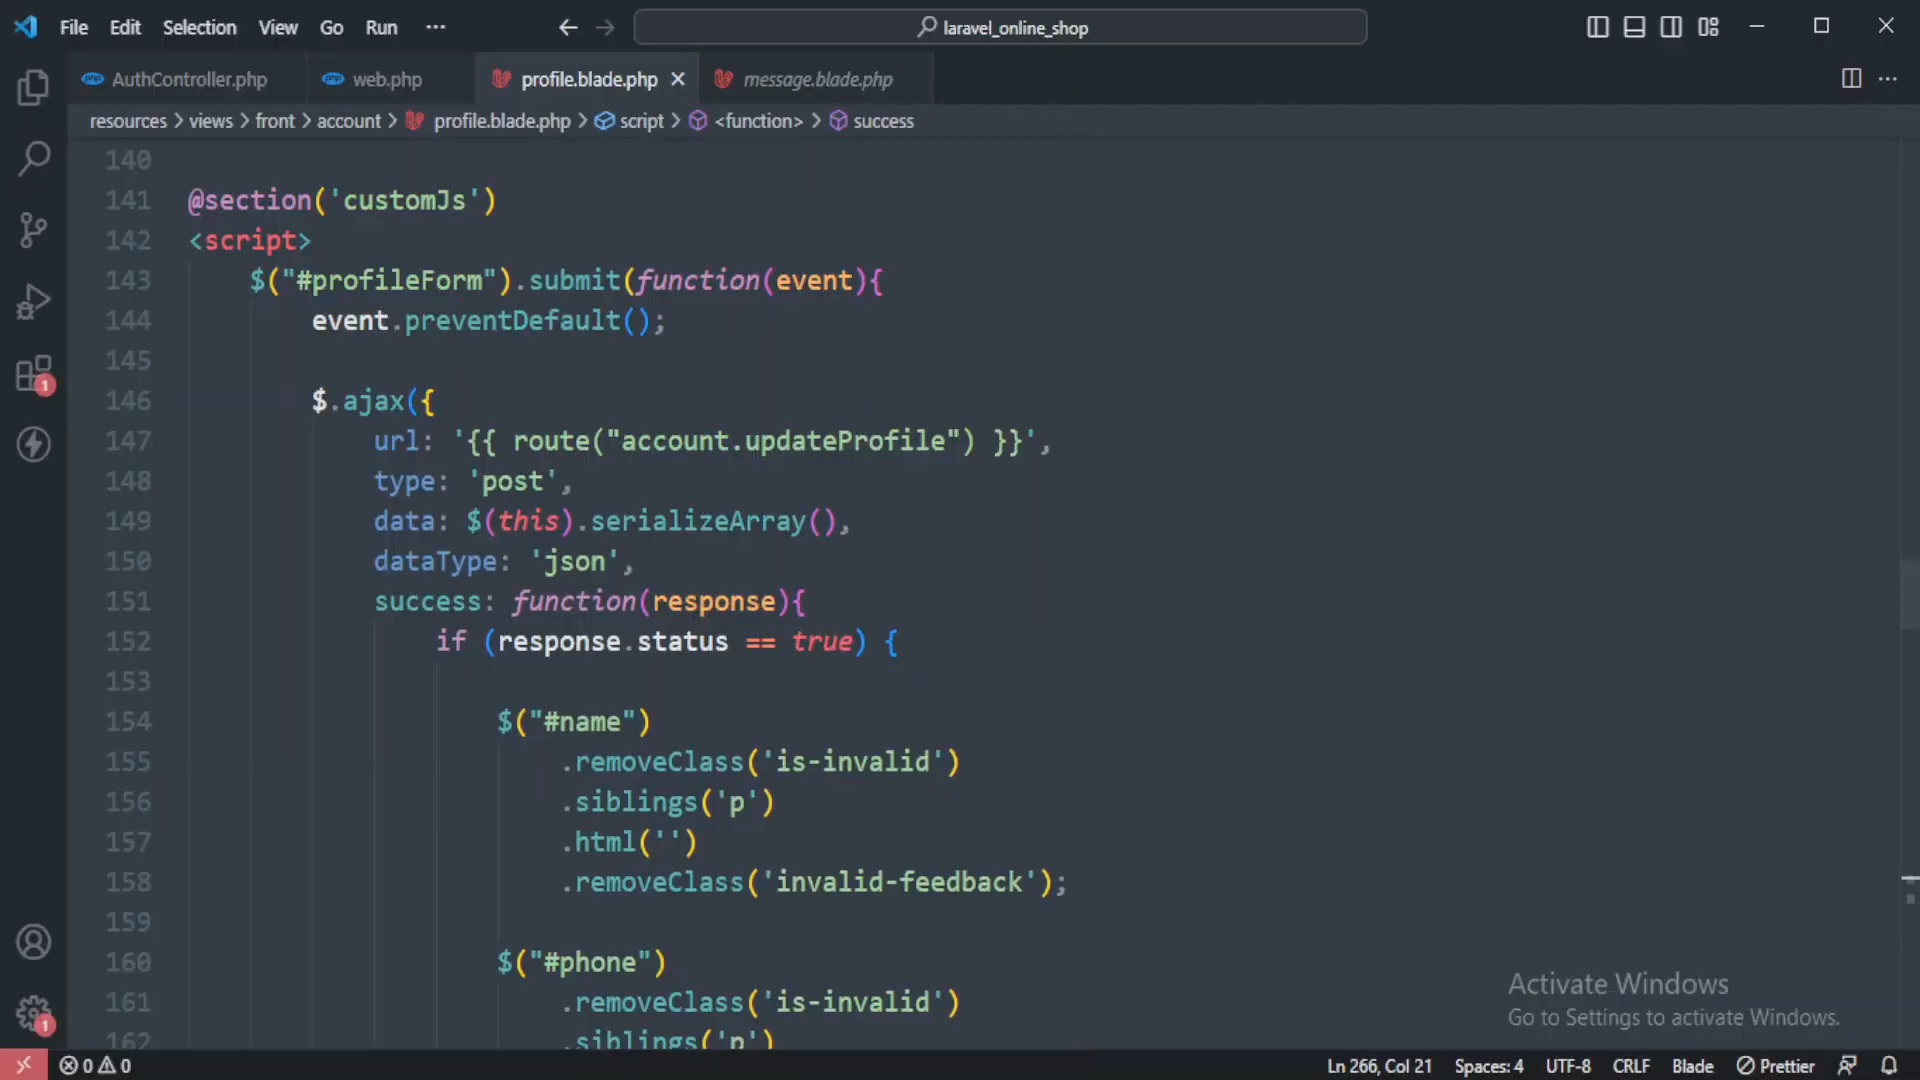 File Edit Selection View Go Run ··· laravel_online_shop
AuthController.php web.php profile.blade.php message.blade.php
resources > views > front > account > profile.blade.php > script > <function> > success
140
141 @section('customJs')
142 <script>
143 $("#profileForm").submit(function(event){
144 event.preventDefault();
145
146 $.ajax({
147 url: '{{ route("account.updateProfile") }}',
148 type: 'post',
149 data: $(this).serializeArray(),
150 dataType: 'json',
151 success: function(response){
152 if (response.status == true) {
153
154 $("#name")
155 .removeClass('is-invalid')
156 .siblings('p')
157 .html('')
158 .removeClass('invalid-feedback');
159
160 $("#phone")
161 .removeClass('is-invalid')
162 .siblings('p')
1
1
Activate Windows
Go to Settings to activate Windows.
0 0 Ln 266, Col 21 Spaces: 4 UTF-8 CRLF Blade Prettier